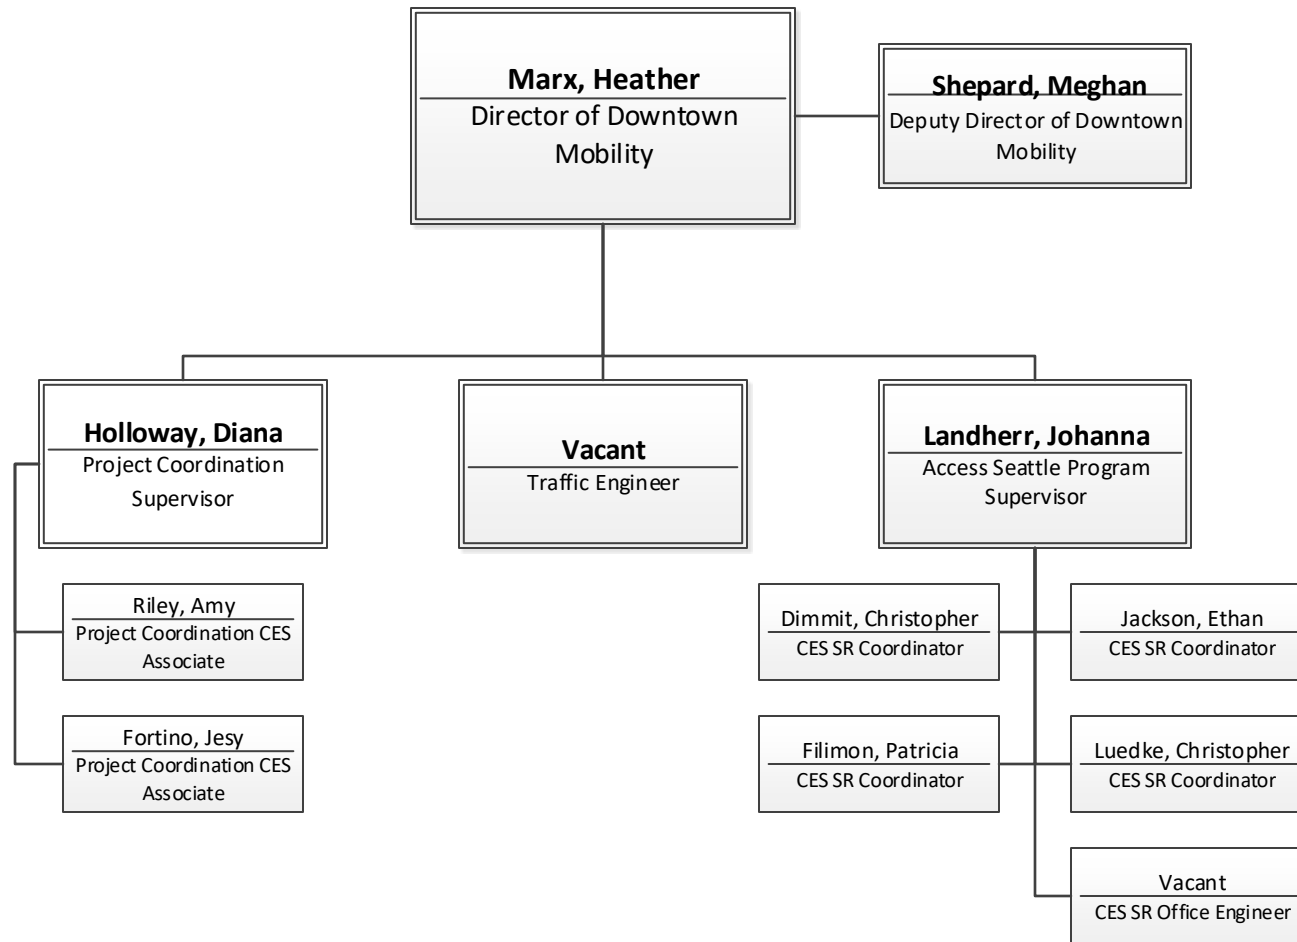 Marx, Heather
Director of Downtown
Mobility
Shepard, Meghan
Deputy Director of Downtown
Mobility
Holloway, Diana
Project Coordination
Supervisor
Vacant
Traffic Engineer
Landherr, Johanna
Access Seattle Program
Supervisor
Riley, Amy
Project Coordination CES
Associate
Fortino, Jesy
Project Coordination CES
Associate
Dimmit, Christopher
CES SR Coordinator
Jackson, Ethan
CES SR Coordinator
Filimon, Patricia
CES SR Coordinator
Luedke, Christopher
CES SR Coordinator
Vacant
CES SR Office Engineer